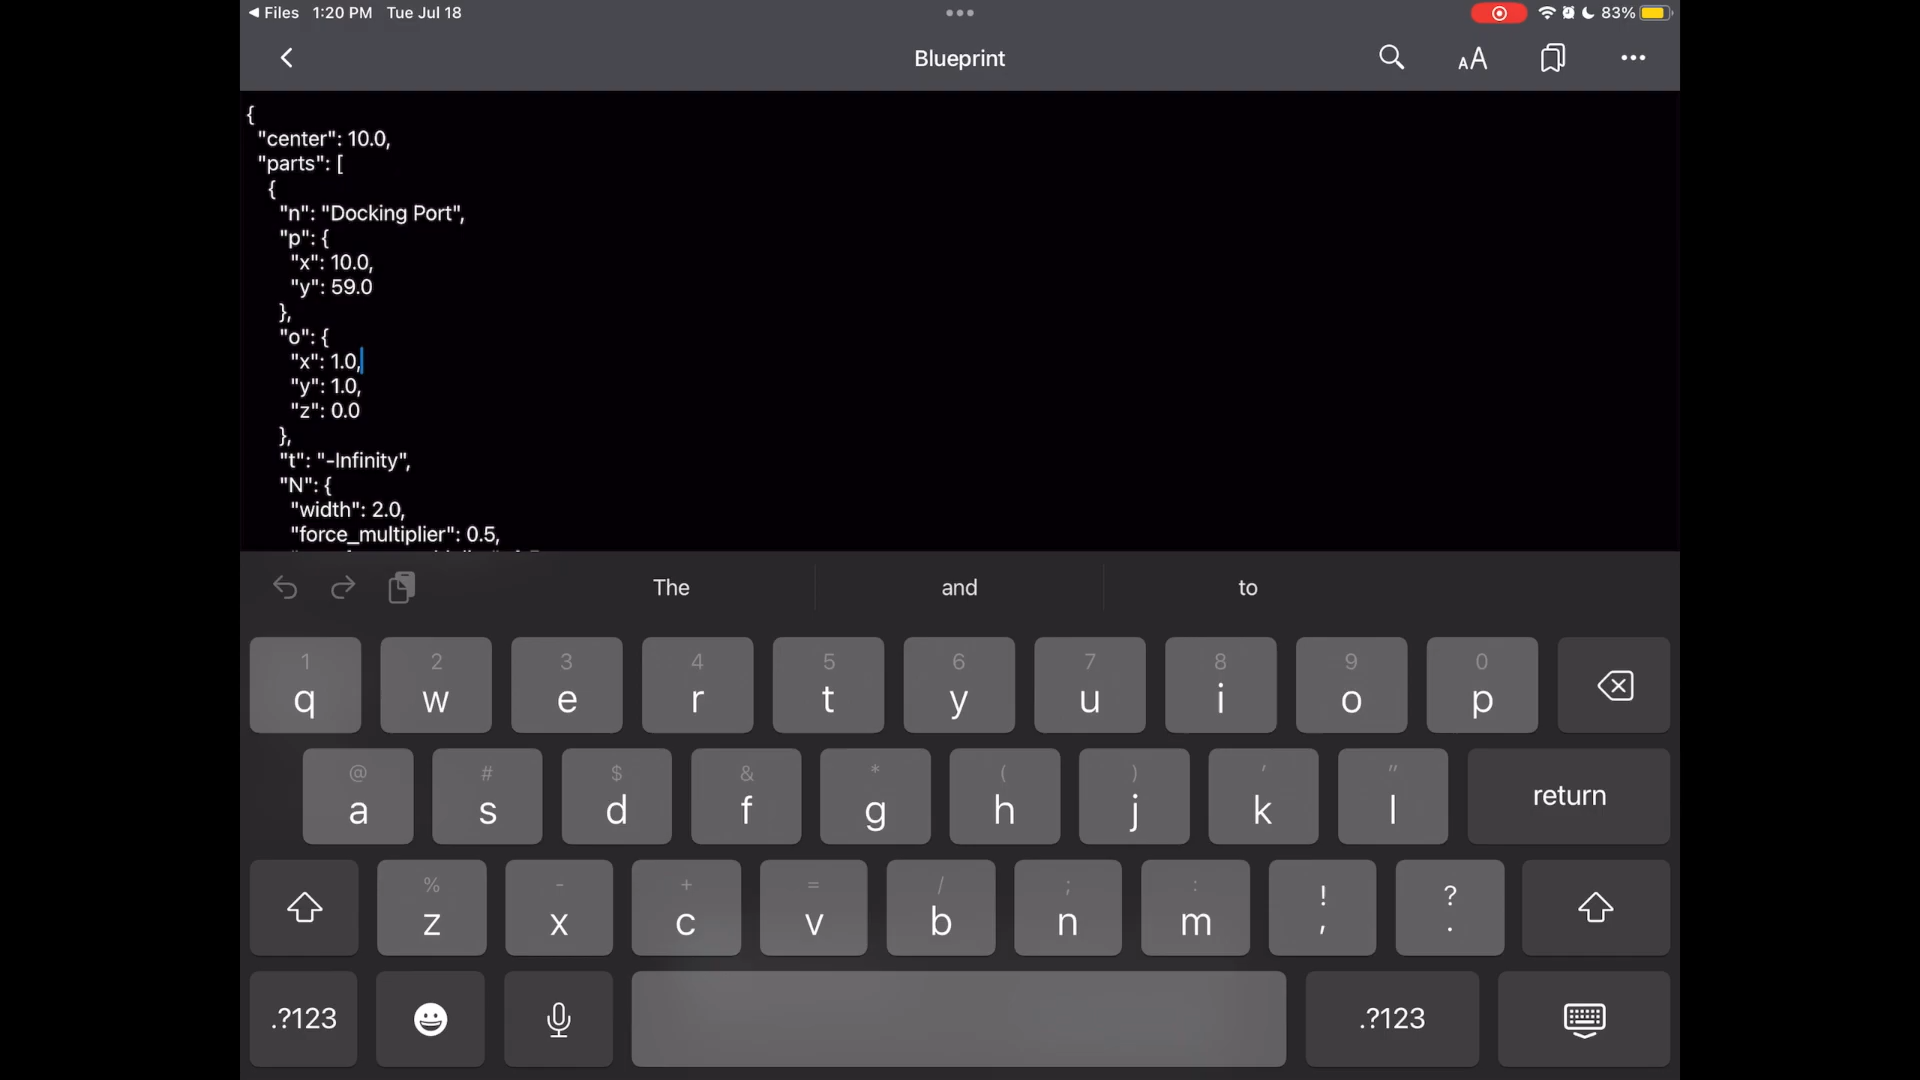 Files 1:20 PM Tue Jul 18
83%
Blueprint
AA
{
"center": 10.0,
"parts": [
{
"n": "Docking Port",
"p": {
"x": 10.0,
"y": 59.0
},
"o": {
"x": 1.0,
"y": 1.0,
"z": 0.0
},
"t": "-Infinity",
"N": {
"width": 2.0,
"force_multiplier": 0.5,
The and to
1 2 3 4 5 6 7 8 9 0
q w e r t y u i o p
@ # $ & * ( ) ' "
a s d f g h j k l return
% - + = / ; : ! ?
z x c v b n m , .
.?123 .?123